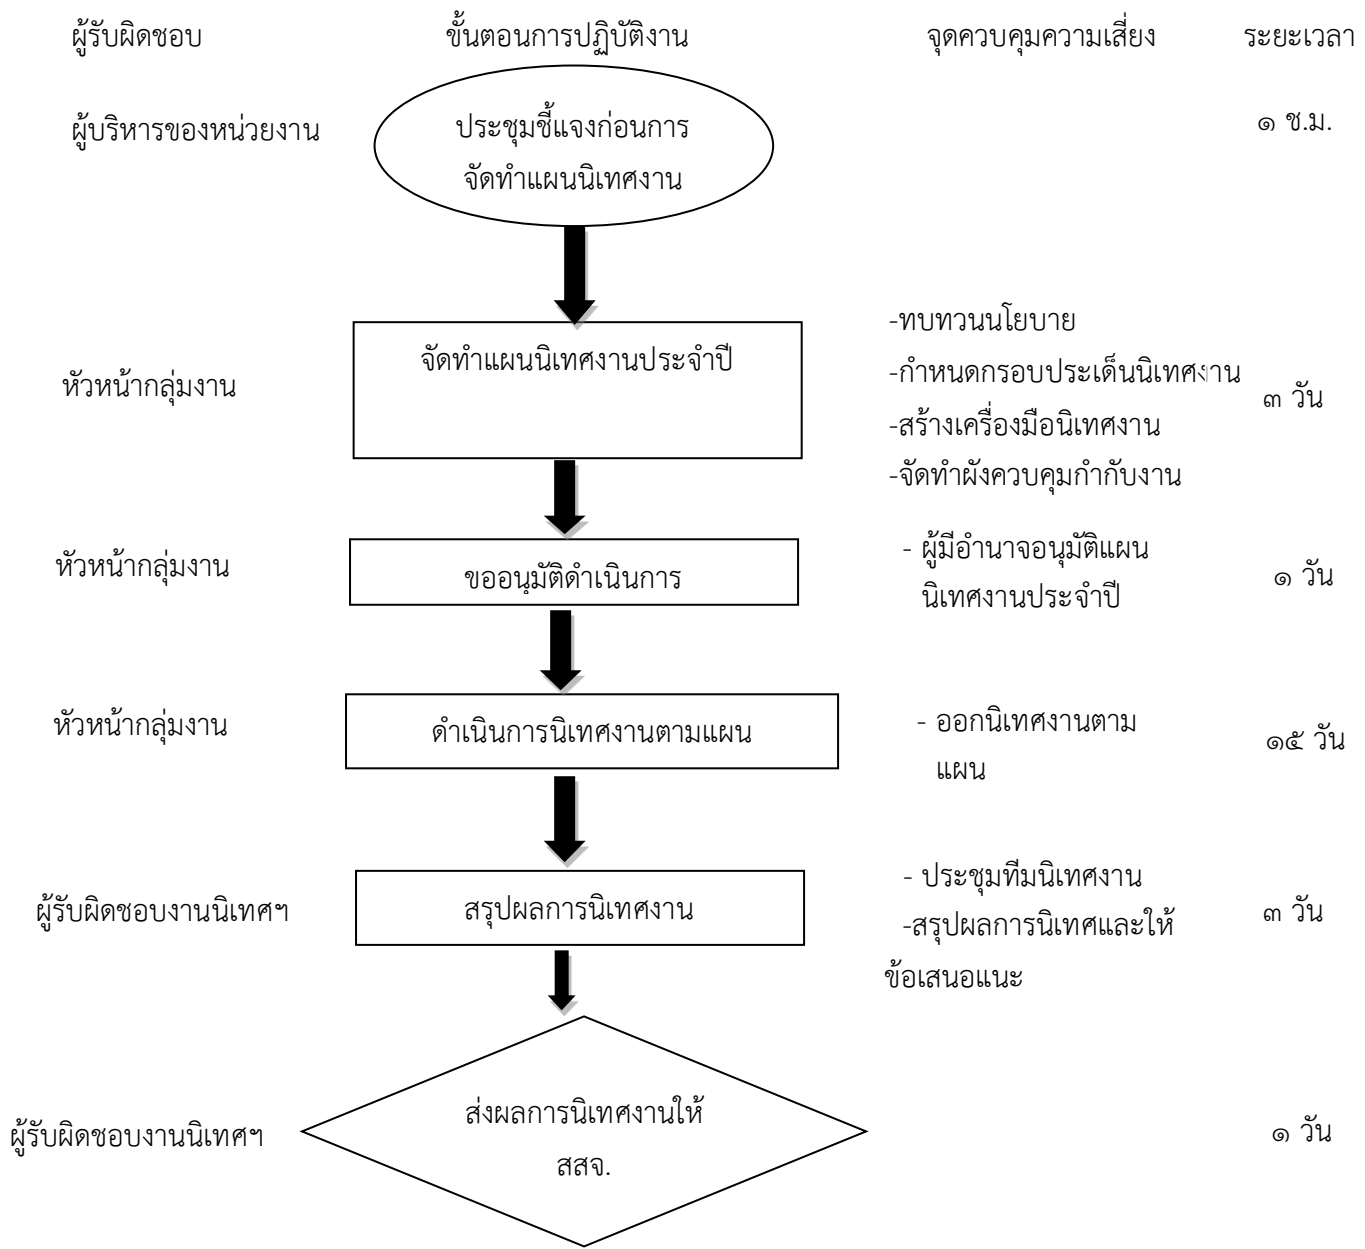 ผู้รับผิดชอบ ขั้นตอนการปฏิบัติงาน จุดควบคุมความเสี่ยง ระยะเวลา
ผู้บริหารของหน่วยงาน
ประชุมชี้แจงก่อนการ
จัดทำแผนนิเทศงาน
๑ ช.ม.
หัวหน้ากลุ่มงาน
จัดทำแผนนิเทศงานประจำปี
-ทบทวนนโยบาย
-กำหนดกรอบประเด็นนิเทศงาน
-สร้างเครื่องมือนิเทศงาน
-จัดทำผังควบคุมกำกับงาน
๓ วัน
หัวหน้ากลุ่มงาน
ขออนุมัติดำเนินการ
- ผู้มีอำนาจอนุมัติแผน
นิเทศงานประจำปี
๑ วัน
หัวหน้ากลุ่มงาน
ดำเนินการนิเทศงานตามแผน
- ออกนิเทศงานตาม
แผน
๑๕ วัน
ผู้รับผิดชอบงานนิเทศฯ
สรุปผลการนิเทศงาน
- ประชุมทีมนิเทศงาน
-สรุปผลการนิเทศและให้
ข้อเสนอแนะ
๓ วัน
ผู้รับผิดชอบงานนิเทศฯ
ส่งผลการนิเทศงานให้
สสจ.
๑ วัน